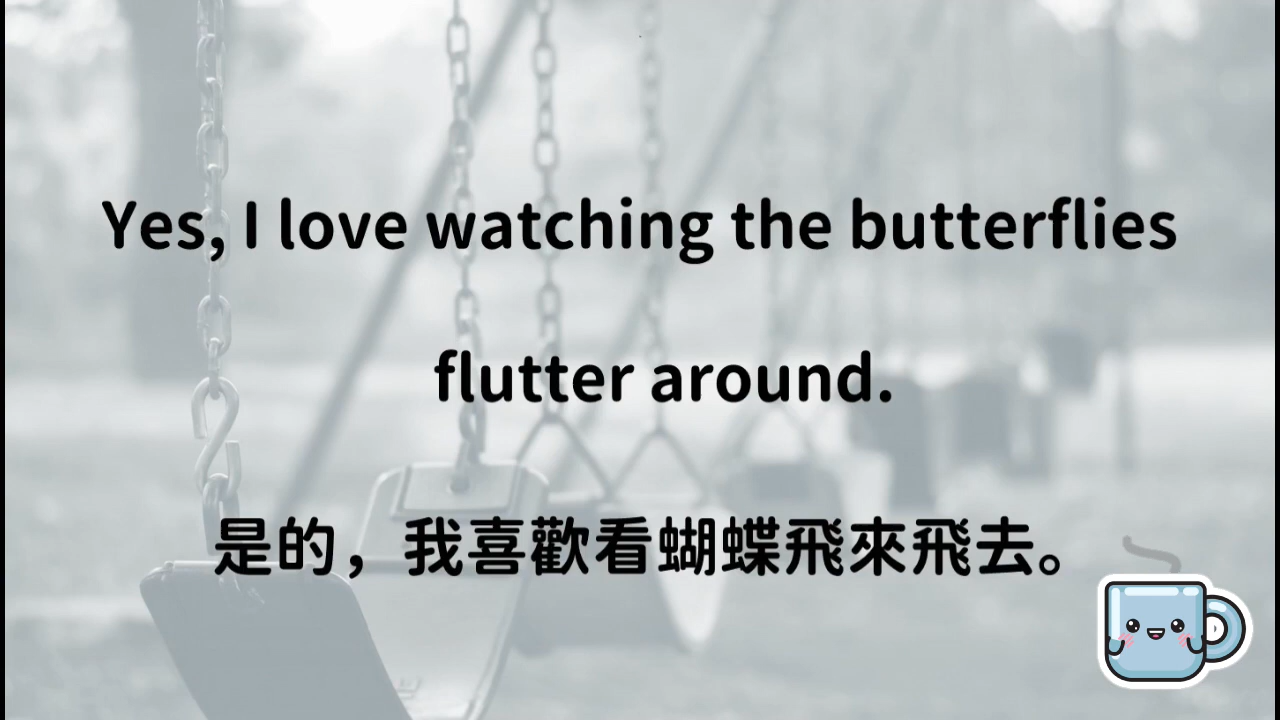 Yes, I love watching the butterflies
flutter around.
是的，我喜歡看蝴蝶飛來飛去。